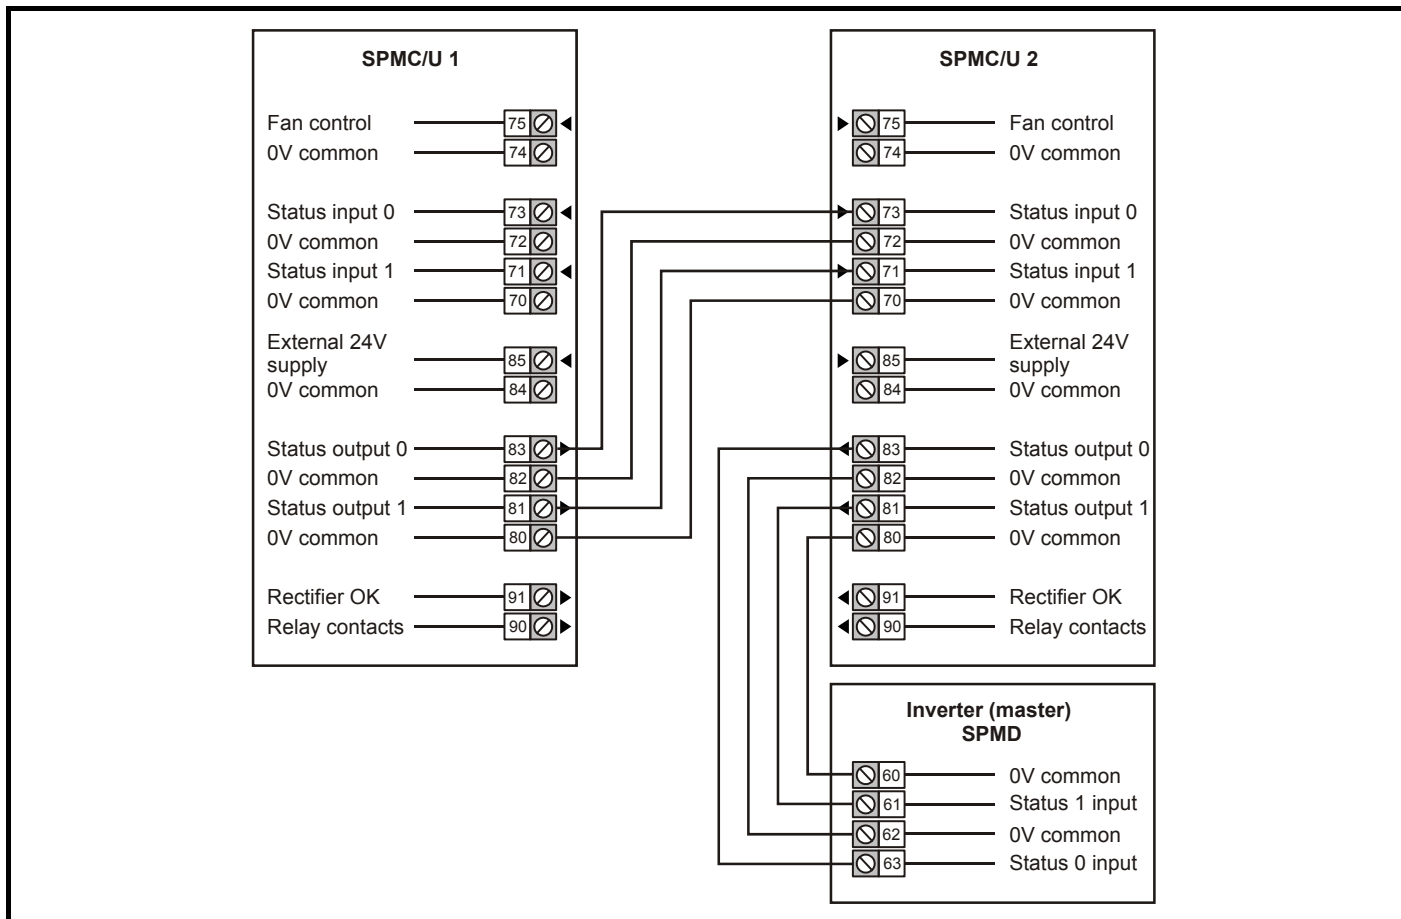 SPMC/U 1
Fan control 75
0V common 74
Status input 0 73
0V common 72
Status input 1 71
0V common 70
External 24V
supply 85
0V common 84
Status output 0 83
0V common 82
Status output 1 81
0V common 80
Rectifier OK 91
Relay contacts 90
SPMC/U 2
75 Fan control
74 0V common
73 Status input 0
72 0V common
71 Status input 1
70 0V common
External 24V
85 supply
84 0V common
83 Status output 0
82 0V common
81 Status output 1
80 0V common
91 Rectifier OK
90 Relay contacts
Inverter (master)
SPMD
60 0V common
61 Status 1 input
62 0V common
63 Status 0 input